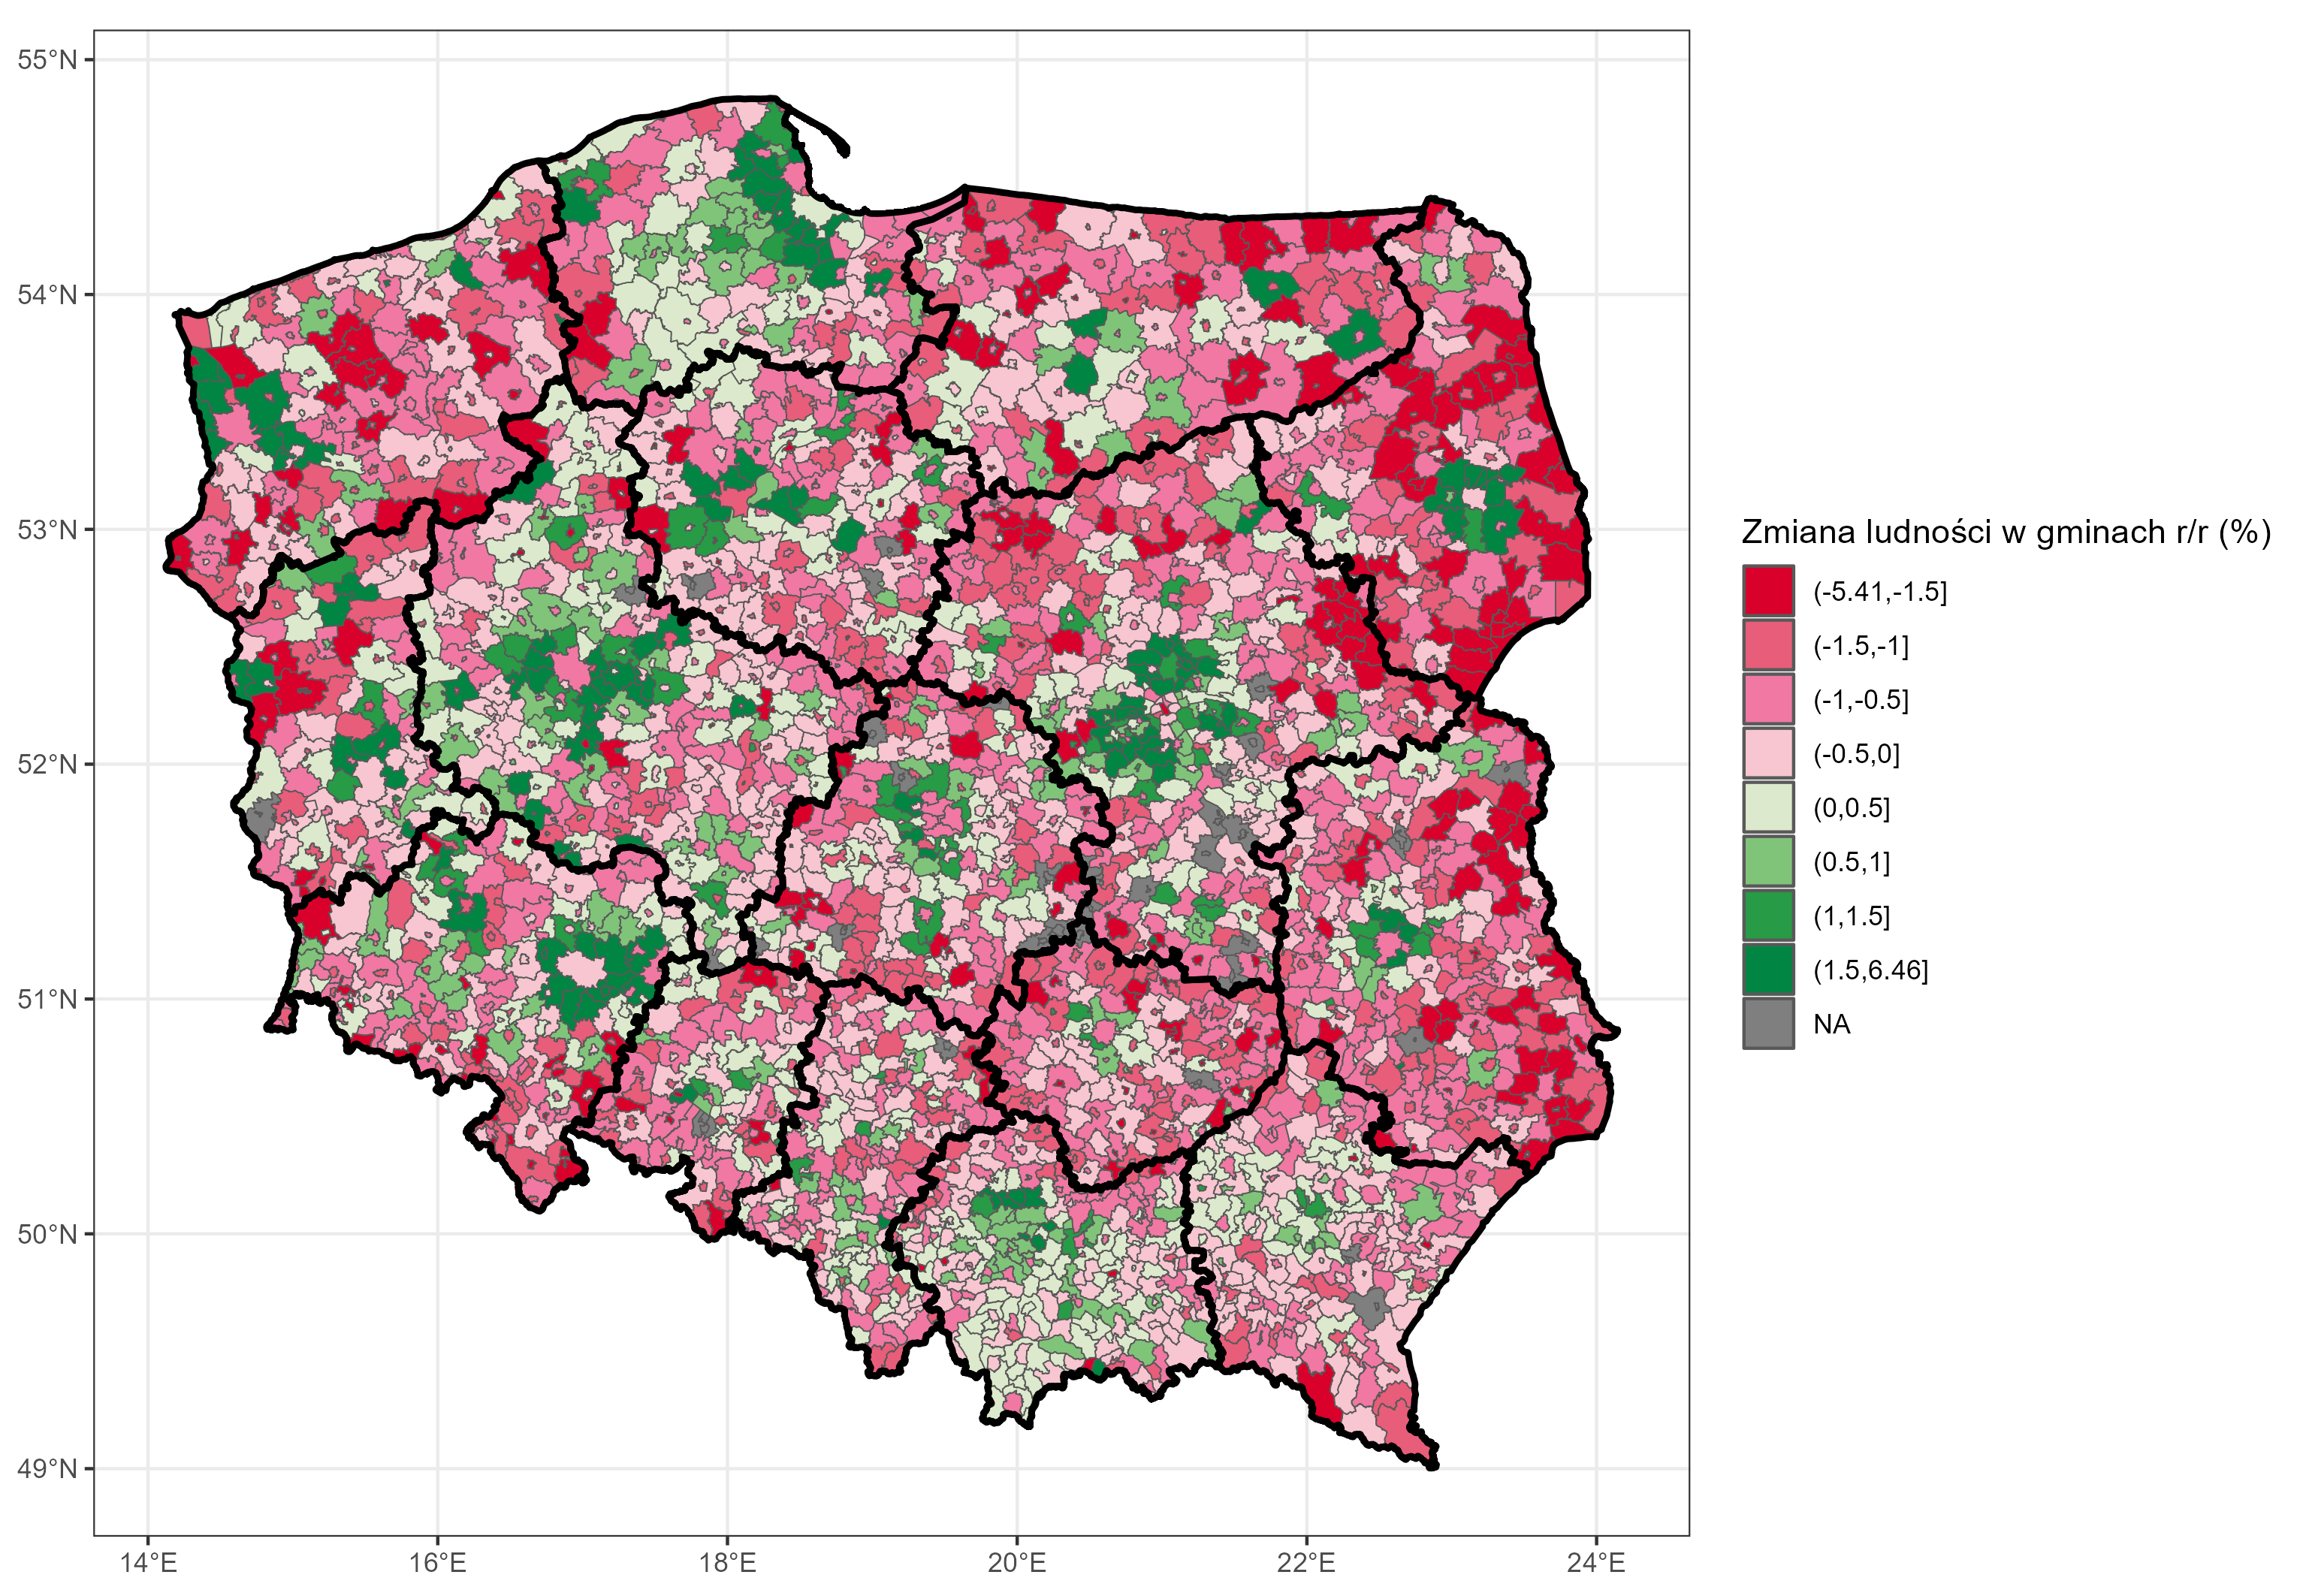 55°N
54°N
53°N
52°N
51°N
50°N
49°N
14°E
16°E
18°E
20°E
22°E
24°E
Zmiana ludności w gminach r/r (%)
(-5.41,-1.5]
(-1.5,-1]
(-1,-0.5]
(-0.5,0]
(0,0.5]
(0.5,1]
(1,1.5]
(1.5,6.46]
NA